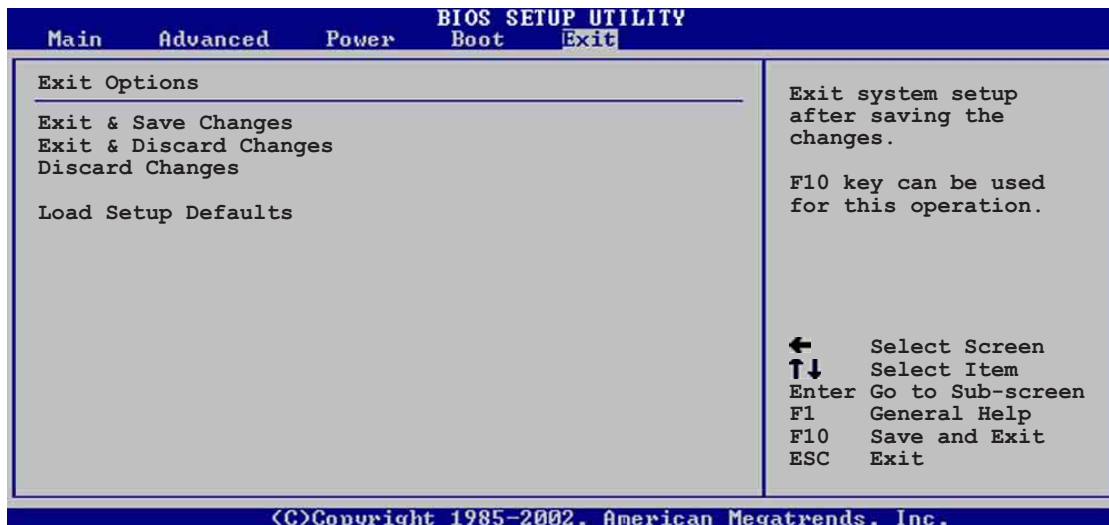 BIOS SETUP UTILITY
Main Advanced Power Boot Exit
Exit Options
Exit & Save Changes
Exit & Discard Changes
Discard Changes
Load Setup Defaults
Exit system setup
after saving the
changes.
F10 key can be used
for this operation.
← Select Screen
↑↓ Select Item
Enter Go to Sub-screen
F1 General Help
F10 Save and Exit
ESC Exit
(C)Copyright 1985-2002, American Megatrends, Inc.